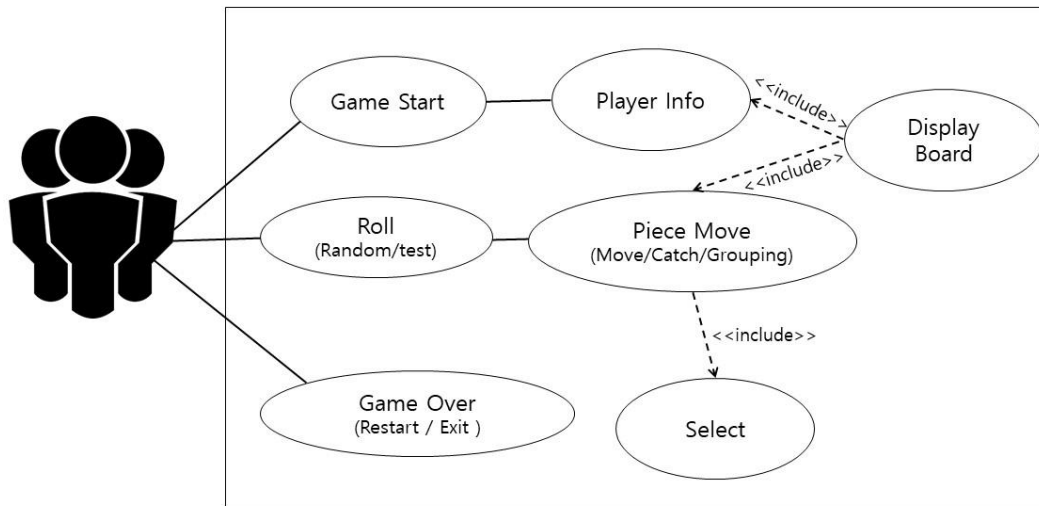 Game Start
Player Info
<<include>>
Display
Board
<<include>>
Roll
(Random/test)
Piece Move
(Move/Catch/Grouping)
<<include>>
Game Over
(Restart / Exit )
Select